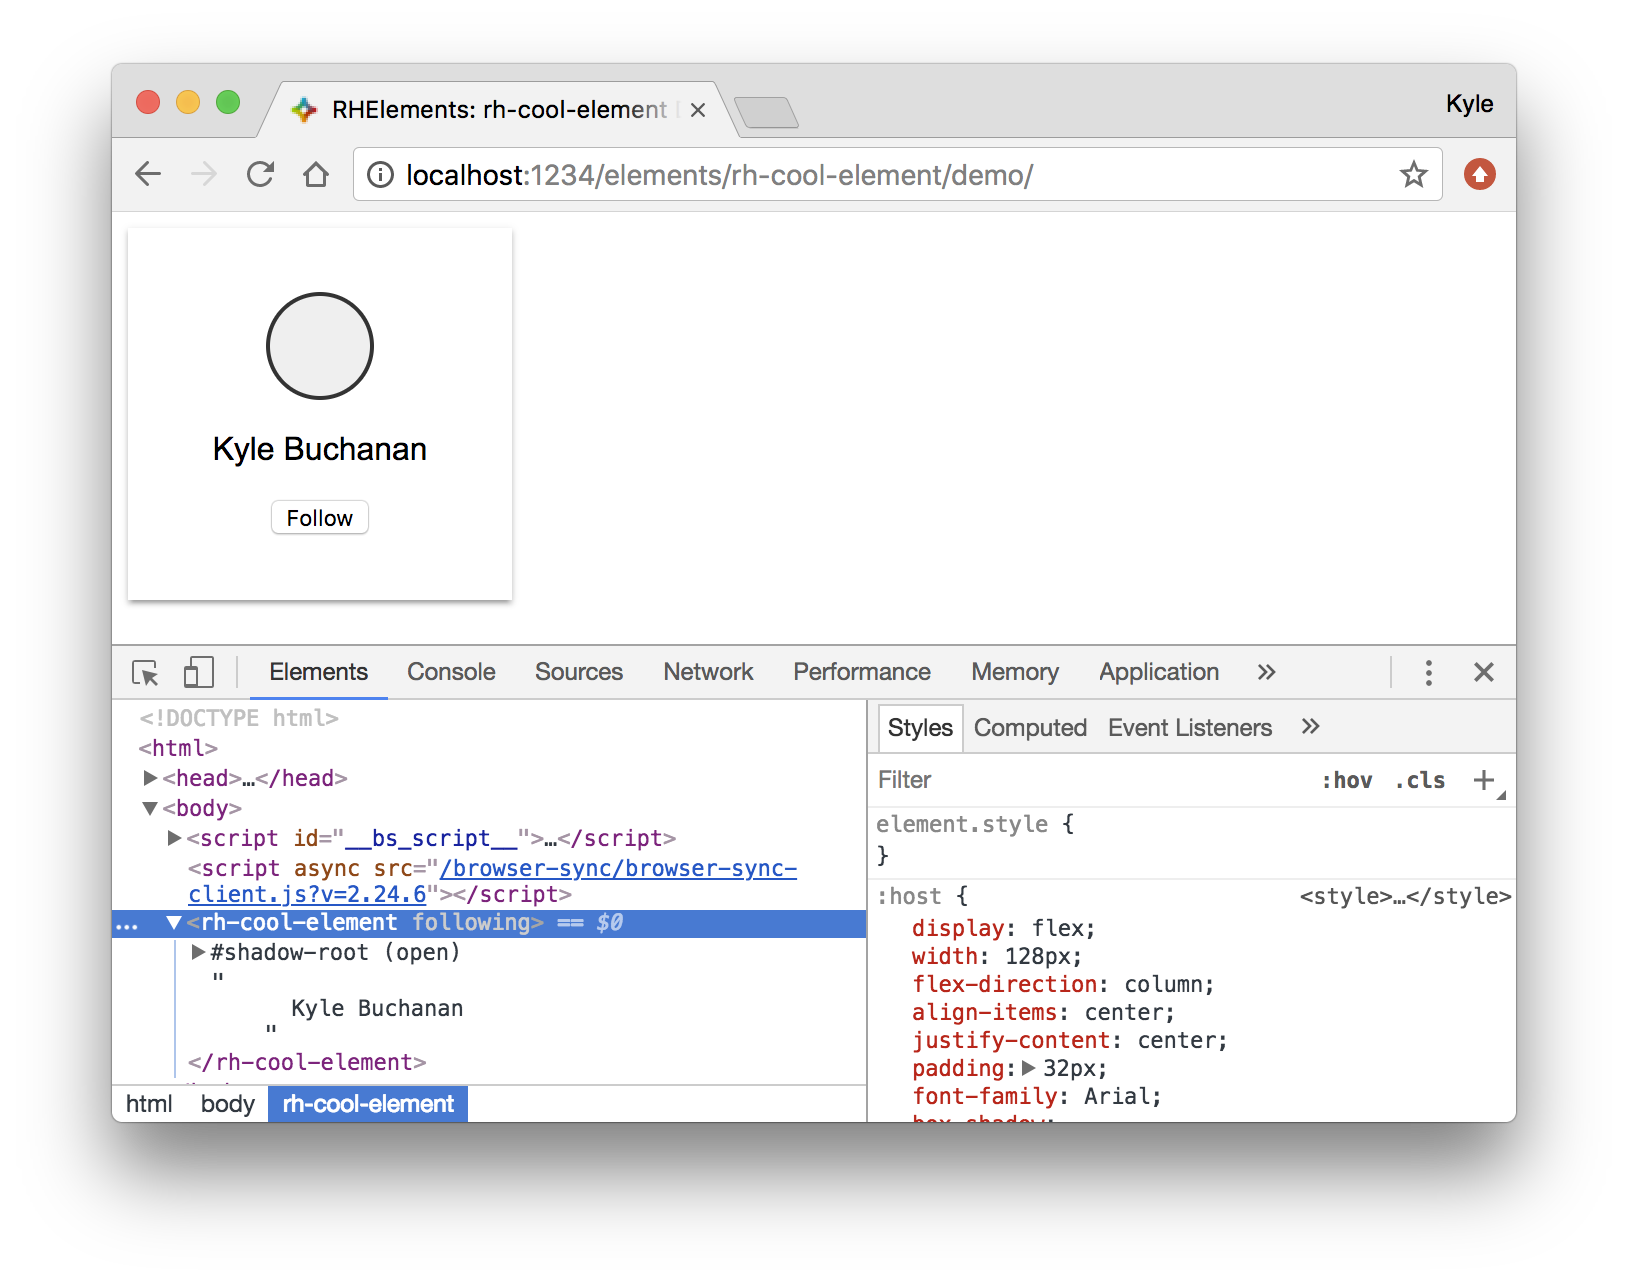 RHElements: rh-cool-element
Kyle
localhost:1234/elements/rh-cool-element/demo/
Kyle Buchanan
Follow
Elements Console Sources Network Performance Memory Application »
<!DOCTYPE html>
<html>
<head>…</head>
<body>
<script id="__bs_script__">…</script>
<script async src="/browser-sync/browser-sync-
client.js?v=2.24.6"></script>
... <rh-cool-element following> == $0
#shadow-root (open)
"
Kyle Buchanan
"
</rh-cool-element>
html body rh-cool-element
Styles Computed Event Listeners »
Filter :hov .cls +
element.style {
}
:host { <style>…</style>
display: flex;
width: 128px;
flex-direction: column;
align-items: center;
justify-content: center;
padding: 32px;
font-family: Arial;
box-shadow: